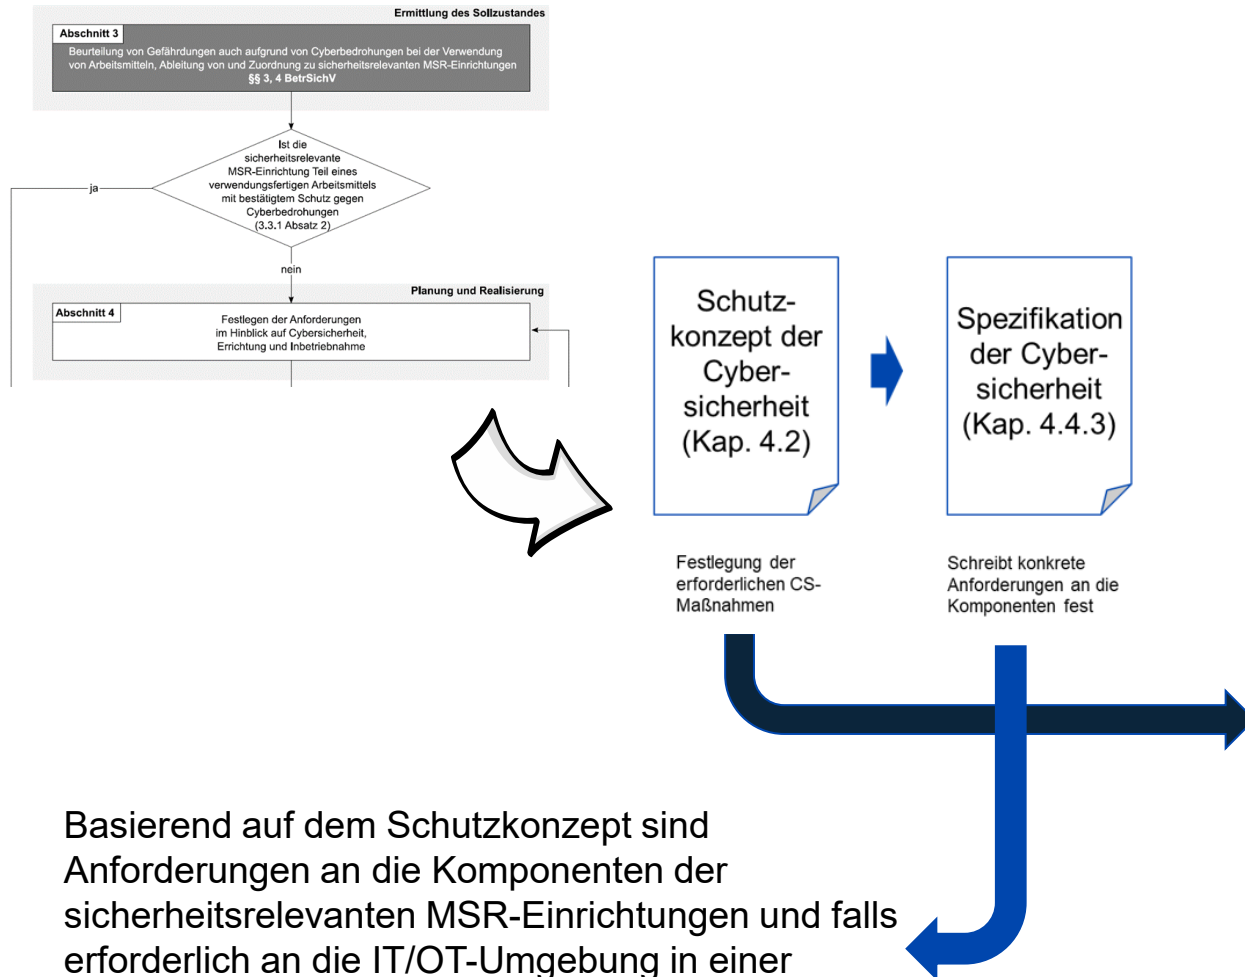 Ermittlung des Sollzustandes
Abschnitt 3
Beurteilung von Gefährdungen auch aufgrund von Cyberbedrohungen bei der Verwendung
von Arbeitsmitteln, Ableitung von und Zuordnung zu sicherheitsrelevanten MSR-Einrichtungen
§§ 3, 4 BetrSichV
Ist die
sicherheitsrelevante
MSR-Einrichtung Teil eines
verwendungsfertigen Arbeitsmittels
mit bestätigtem Schutz gegen
Cyberbedrohungen
(3.3.1 Absatz 2)
ja
nein
Planung und Realisierung
Abschnitt 4
Festlegen der Anforderungen
im Hinblick auf Cybersicherheit,
Errichtung und Inbetriebnahme
Schutz-
konzept der
Cyber-
sicherheit
(Kap. 4.2)
Spezifikation
der Cyber-
sicherheit
(Kap. 4.4.3)
Festlegung der
erforderlichen CS-
Maßnahmen
Schreibt konkrete
Anforderungen an die
Komponenten fest
Basierend auf dem Schutzkonzept sind
Anforderungen an die Komponenten der
sicherheitsrelevanten MSR-Einrichtungen und falls
erforderlich an die IT/OT-Umgebung in einer